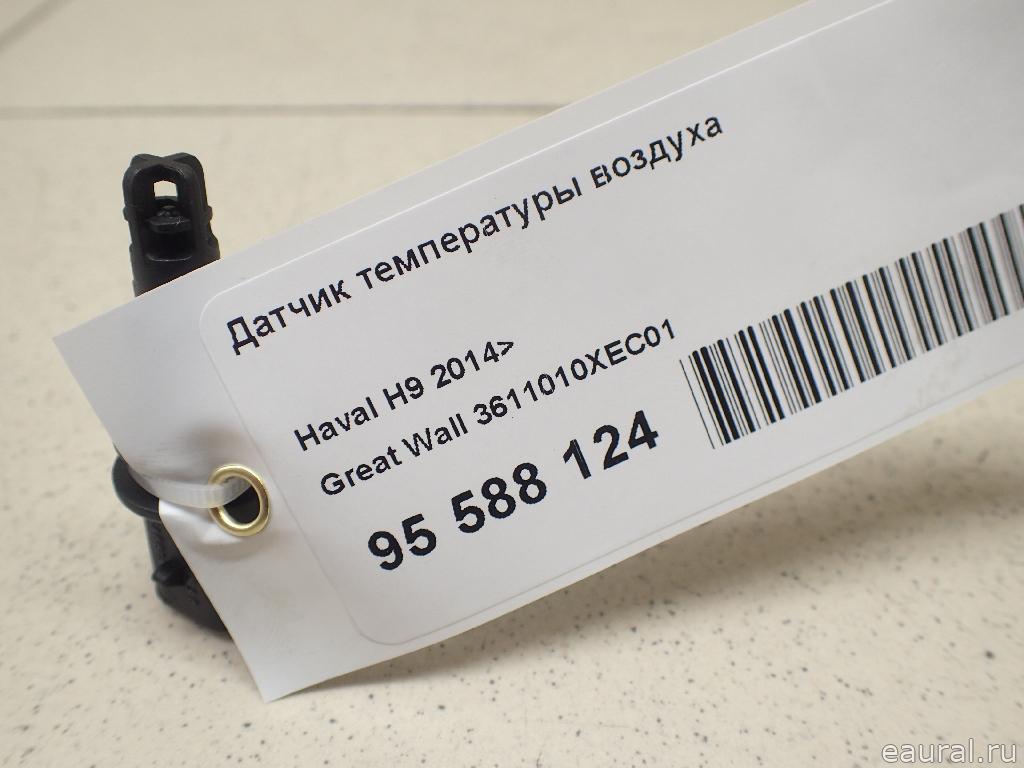 Датчик температуры воздуха
Haval H9 2014>
Great Wall 3611010XEC01
95 588 124
eaural.ru